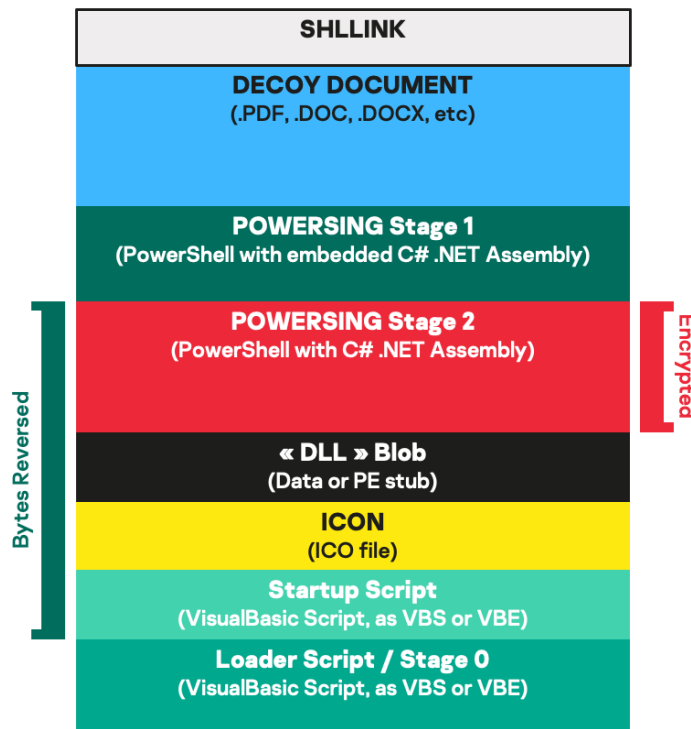 SHLLINK
DECOY DOCUMENT
(.PDF, .DOC, .DOCX, etc)
POWERSING Stage 1
(PowerShell with embedded C# .NET Assembly)
POWERSING Stage 2
(PowerShell with C# .NET Assembly)
Encrypted
Bytes Reversed
« DLL » Blob
(Data or PE stub)
ICON
(ICO file)
Startup Script
(VisualBasic Script, as VBS or VBE)
Loader Script / Stage 0
(VisualBasic Script, as VBS or VBE)